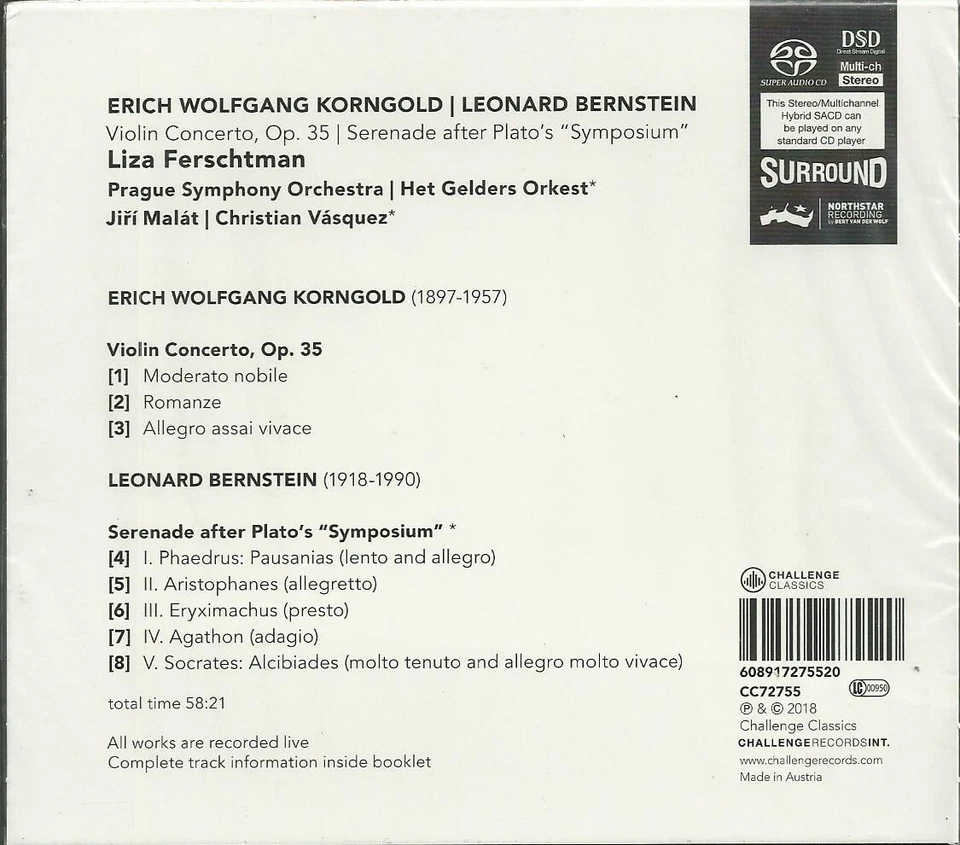 ERICH WOLFGANG KORNGOLD | LEONARD BERNSTEIN
Violin Concerto, Op. 35 | Serenade after Plato's “Symposium”
Liza Ferschtman
Prague Symphony Orchestra | Het Gelders Orkest*
Jiří Malát | Christian Vásquez*
ERICH WOLFGANG KORNGOLD (1897-1957)
Violin Concerto, Op. 35
[1] Moderato nobile
[2] Romanze
[3] Allegro assai vivace
LEONARD BERNSTEIN (1918-1990)
Serenade after Plato's “Symposium” *
[4] I. Phaedrus: Pausanias (lento and allegro)
[5] II. Aristophanes (allegretto)
[6] III. Eryximachus (presto)
[7] IV. Agathon (adagio)
[8] V. Socrates: Alcibiades (molto tenuto and allegro molto vivace)
total time 58:21
All works are recorded live
Complete track information inside booklet
SUPER AUDIO CD
DSD
Direct Stream Digital
Multi-ch
Stereo
This Stereo/Multichannel
Hybrid SACD can
be played on any
standard CD player
SURROUND
NORTHSTAR
RECORDING
by BERT VAN DER WOLF
CHALLENGE
CLASSICS
608917275520
CC72755
LC 00950
℗ & © 2018
Challenge Classics
CHALLENGERECORDSINT.
www.challengerecords.com
Made in Austria